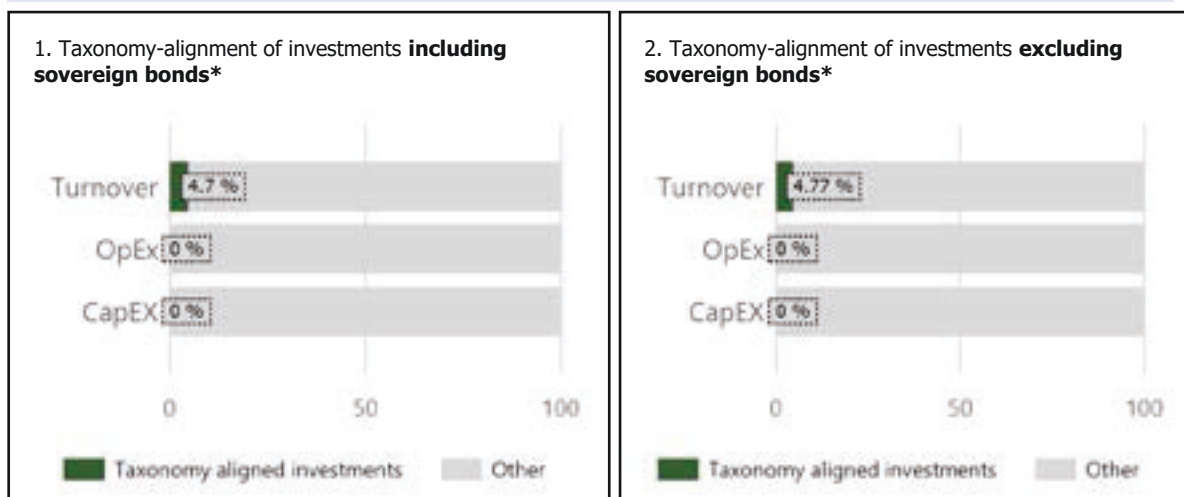 1. Taxonomy-alignment of investments including
sovereign bonds*
Turnover 4.7 %
OpEx 0 %
CapEX 0 %
0 50 100
Taxonomy aligned investments Other
2. Taxonomy-alignment of investments excluding
sovereign bonds*
Turnover 4.77 %
OpEx 0 %
CapEX 0 %
0 50 100
Taxonomy aligned investments Other